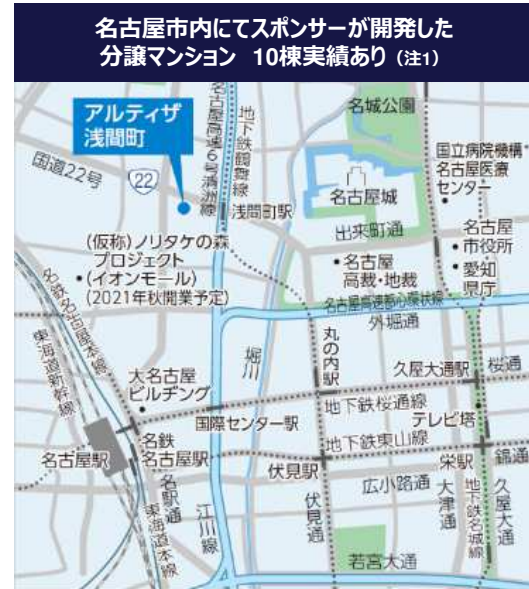 名古屋市内にてスポンサーが開発した
分譲マンション 10棟実績あり（注1）
アルティザ
浅間町
名古屋高速6号清洲線
地下鉄鶴舞線
名城公園
国道22号
22
浅間町駅
名古屋城
国立病院機構
名古屋医療
センター
出来町通
名古屋
市役所
愛知
県庁
名古屋
高裁・地裁
（仮称）ノリタケの森
プロジェクト
（イオンモール）
（2021年秋開業予定）
名古屋高速都心環状線
外堀通
名鉄名古屋本線
東海道新幹線
堀川
丸の内駅
久屋大通駅
桜通
大名古屋
ビルヂング
国際センター駅
地下鉄桜通線
テレビ塔
地下鉄東山線
名古屋駅
名鉄
名古屋駅
伏見駅
栄駅
錦通
広小路通
名駅通
東海道本線
江川線
伏見通
大津通
地下鉄名城線
久屋大通
若宮大通